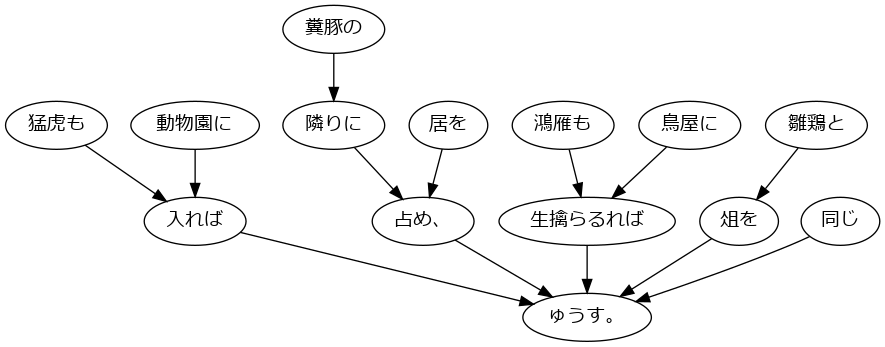 糞豚の
猛虎も 動物園に 隣りに 居を 鴻雁も 鳥屋に 雛鶏と
入れば 占め、 生擒らるれば 俎を 同じ
ゅうす。